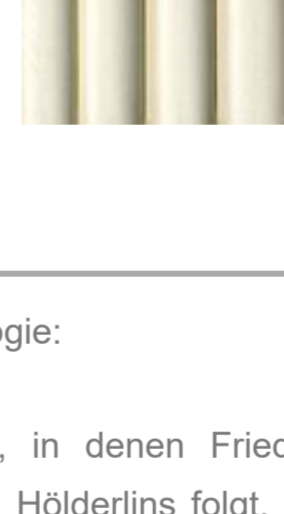 ogie:
, in denen Fried
Hölderlins folgt,